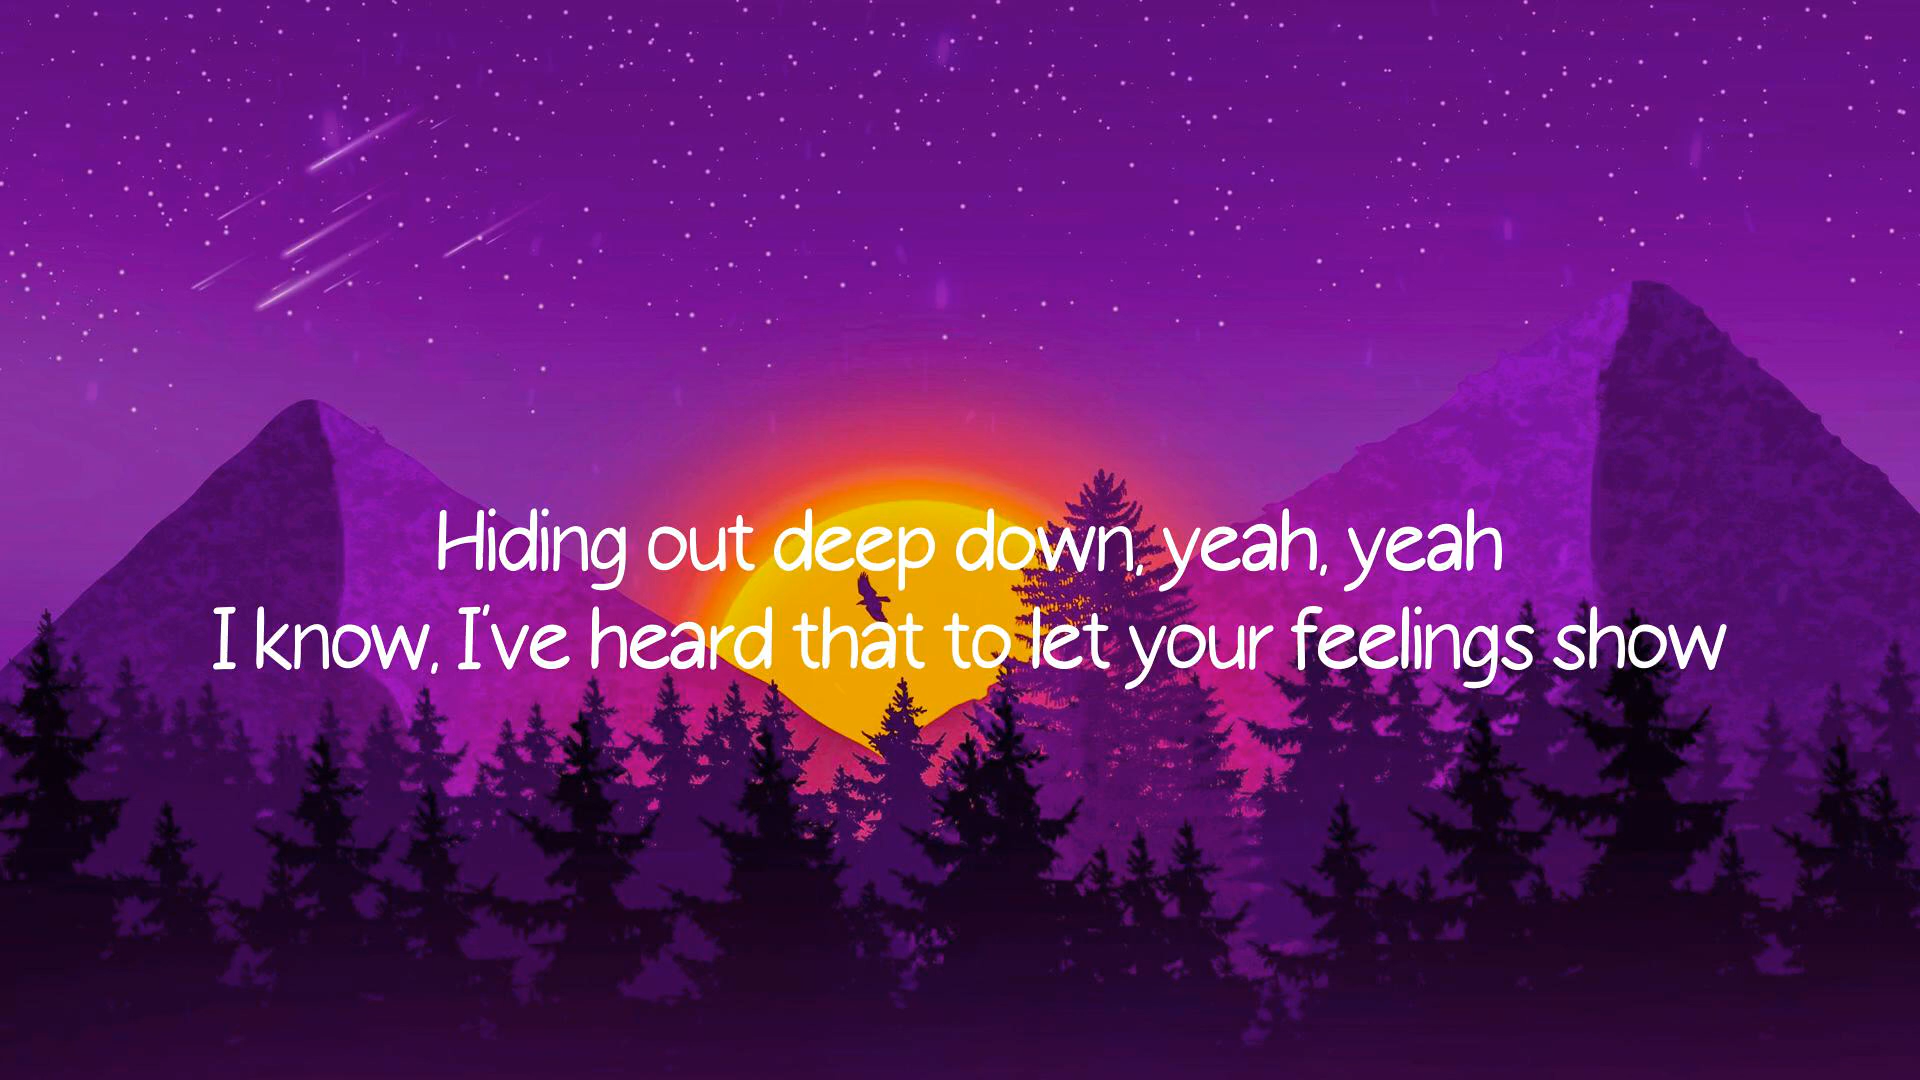 Hiding out deep down, yeah, yeah
I know, I've heard that to let your feelings show